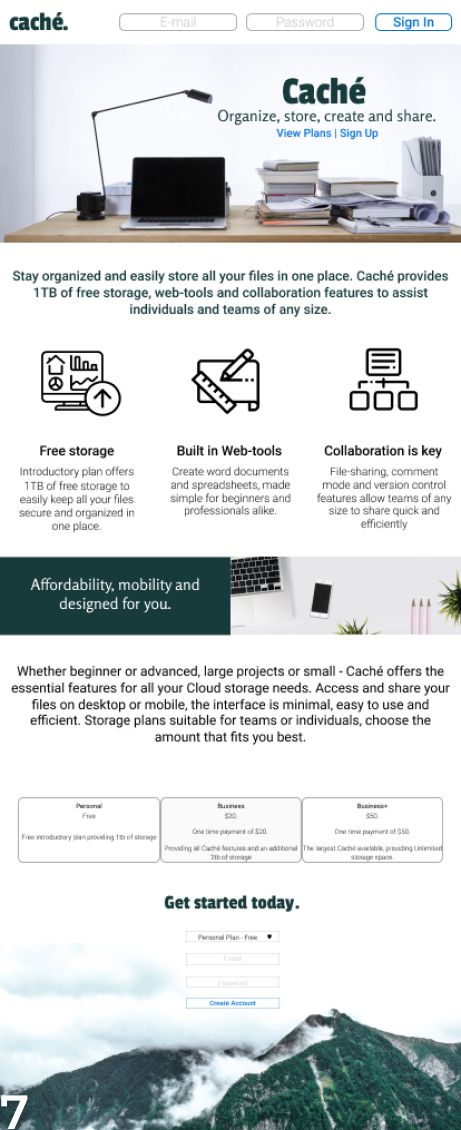 caché.
E-mail
Password
Sign In
Caché
Organize, store, create and share.
View Plans | Sign Up
Stay organized and easily store all your files in one place. Caché provides
1TB of free storage, web-tools and collaboration features to assist
individuals and teams of any size.
Free storage
Introductory plan offers
1TB of free storage to
easily keep all your files
secure and organized in
one place.
Built in Web-tools
Create word documents
and spreadsheets, made
simple for beginners and
professionals alike.
Collaboration is key
File-sharing, comment
mode and version control
features allow teams of any
size to share quick and
efficiently
Affordability, mobility and
designed for you.
Whether beginner or advanced, large projects or small - Caché offers the
essential features for all your Cloud storage needs. Access and share your
files on desktop or mobile, the interface is minimal, easy to use and
efficient. Storage plans suitable for teams or individuals, choose the
amount that fits you best.
Personal
Free
Free introductory plan providing 1tb of storage
Business
$20.
One time payment of $20.
Providing all Caché features and an additional
2tb of storage
Business+
$50.
One time payment of $50.
The largest Caché available, providing Unlimited
storage space.
Get started today.
Personal Plan - Free
E-mail
Password
Create Account
7